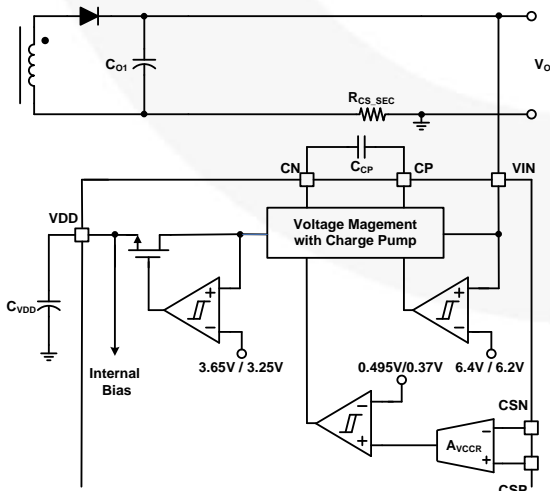 CO1
VO
RCS_SEC
CN
CCP
CP
VIN
VDD
Voltage Magement
with Charge Pump
+
−
+
−
CVDD
3.65V / 3.25V
0.495V/0.37V
6.4V / 6.2V
Internal
Bias
CSN
−
+
AVCCR
−
+
CSP